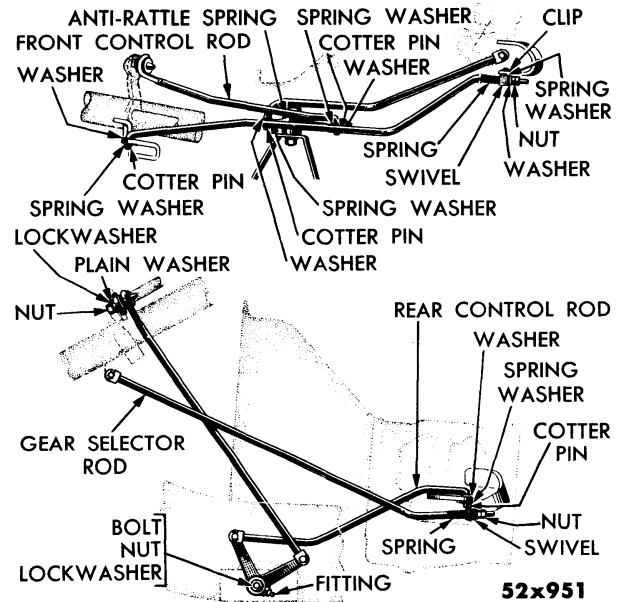 ANTI-RATTLE SPRING
SPRING WASHER
CLIP
FRONT CONTROL ROD
COTTER PIN
WASHER
WASHER
SPRING
WASHER
NUT
SPRING
WASHER
SWIVEL
COTTER PIN
SPRING WASHER
SPRING WASHER
COTTER PIN
WASHER
LOCKWASHER
PLAIN WASHER
NUT
REAR CONTROL ROD
WASHER
SPRING
WASHER
COTTER
PIN
GEAR SELECTOR
ROD
BOLT
NUT
LOCKWASHER
FITTING
SPRING
NUT
SWIVEL
52x951